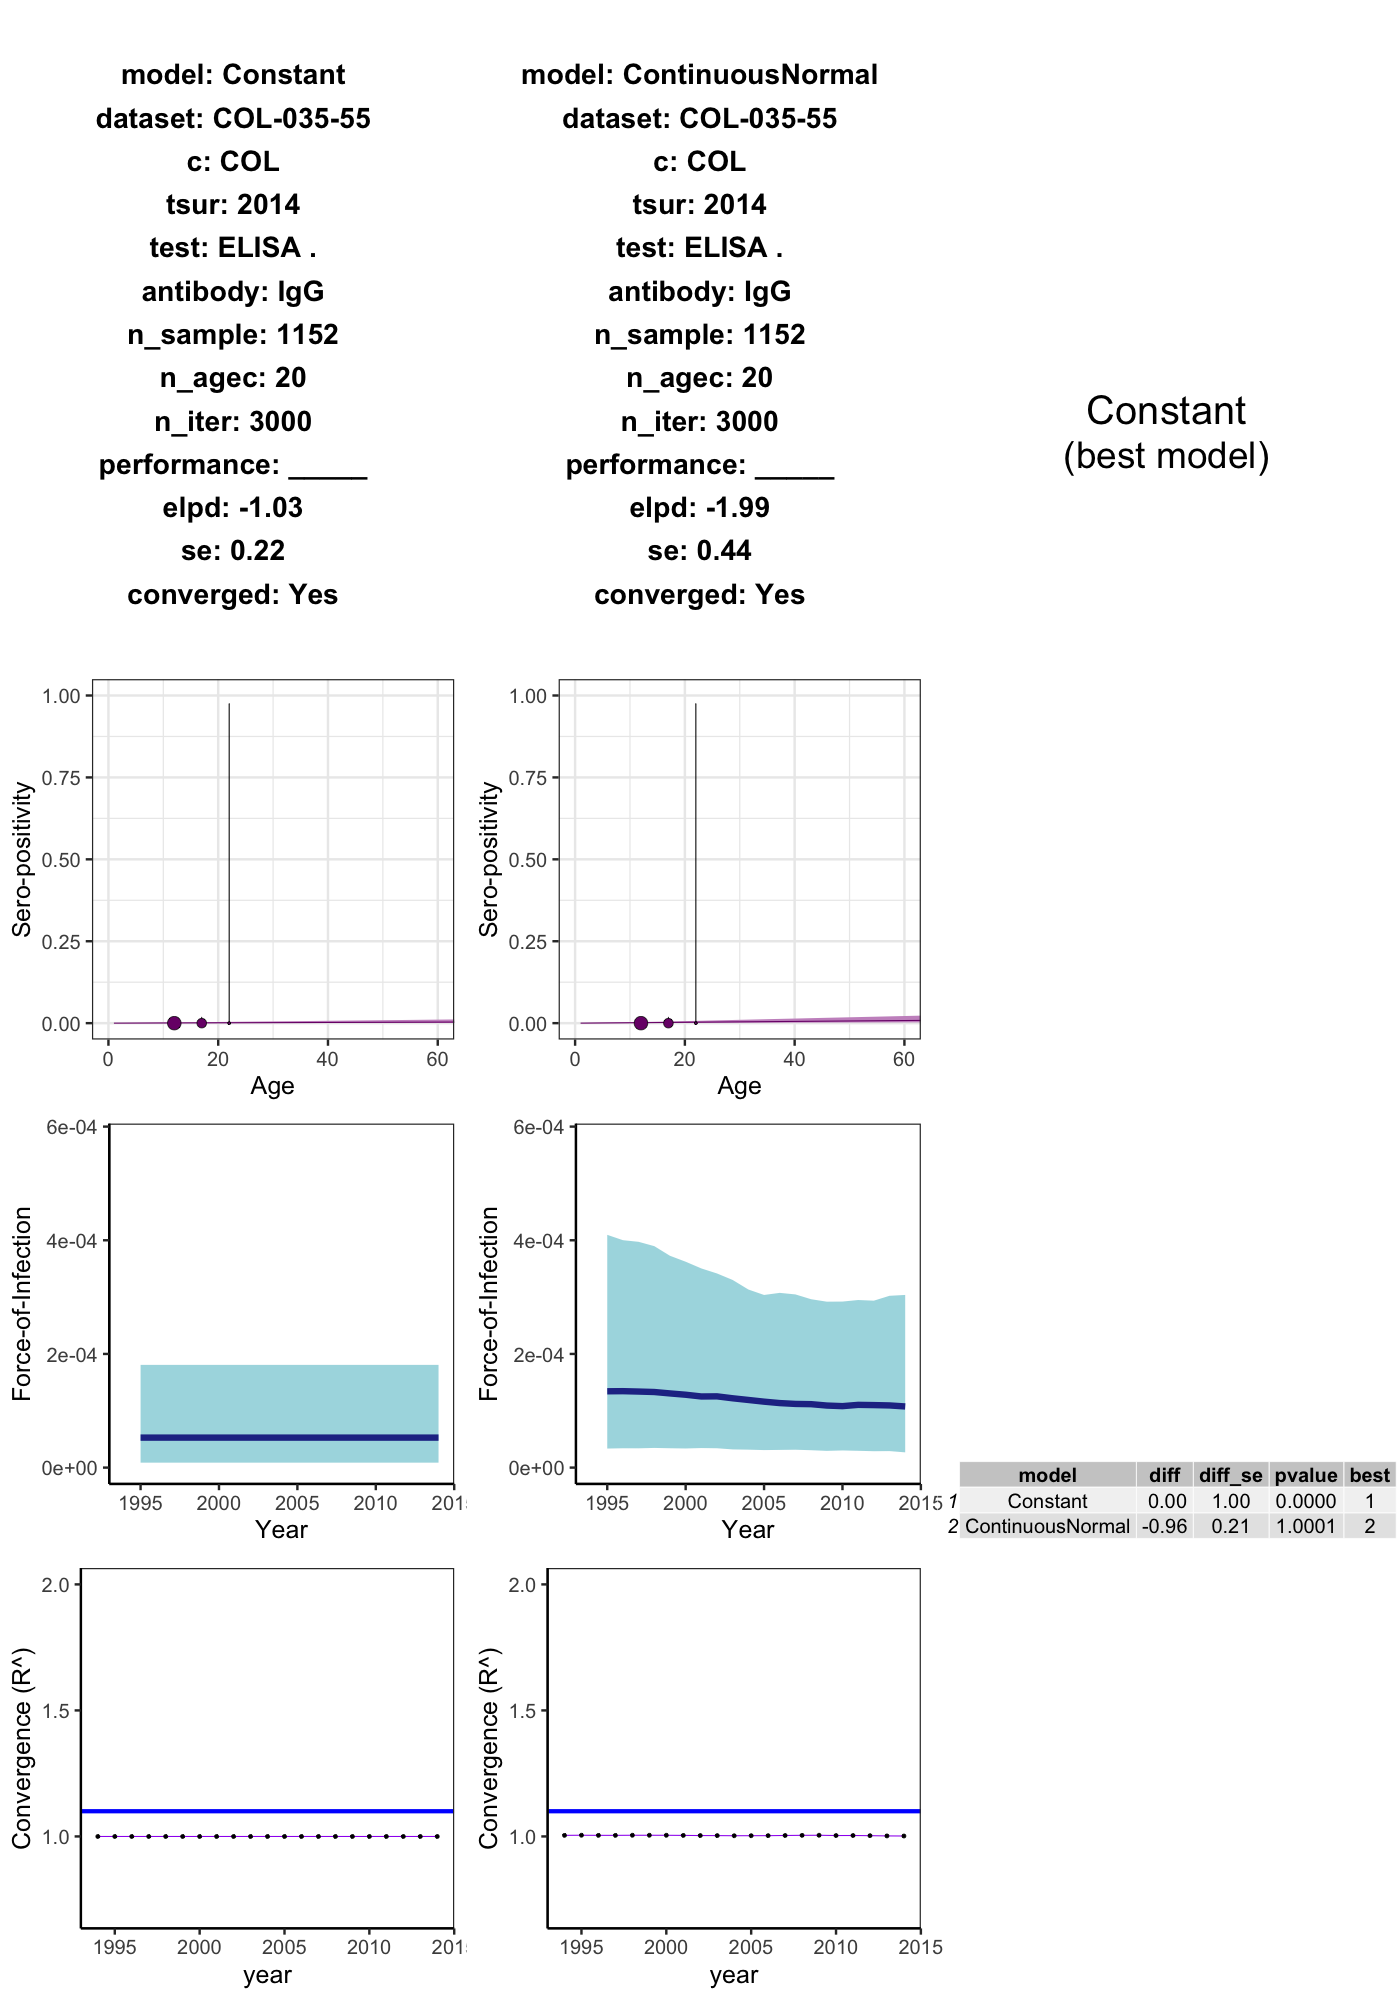 model: Constant
dataset: COL-035-55
c: COL
tsur: 2014
test: ELISA .
antibody: IgG
n_sample: 1152
n_agec: 20
n_iter: 3000
performance: _____
elpd: -1.03
se: 0.22
converged: Yes
model: ContinuousNormal
dataset: COL-035-55
c: COL
tsur: 2014
test: ELISA .
antibody: IgG
n_sample: 1152
n_agec: 20
n_iter: 3000
performance: _____
elpd: -1.99
se: 0.44
converged: Yes
Constant
(best model)
Sero-positivity
1.00
0.75
0.50
0.25
0.00
0 20 40 60
Age
Sero-positivity
1.00
0.75
0.50
0.25
0.00
0 20 40 60
Age
Force-of-Infection
6e-04
4e-04
2e-04
0e+00
1995 2000 2005 2010 201
Year
Force-of-Infection
6e-04
4e-04
2e-04
0e+00
1995 2000 2005 2010 2015
Year
model diff diff_se pvalue best
1 Constant 0.00 1.00 0.0000 1
2 ContinuousNormal -0.96 0.21 1.0001 2
Convergence (R^)
2.0
1.5
1.0
1995 2000 2005 2010 201
year
Convergence (R^)
2.0
1.5
1.0
1995 2000 2005 2010 2015
year